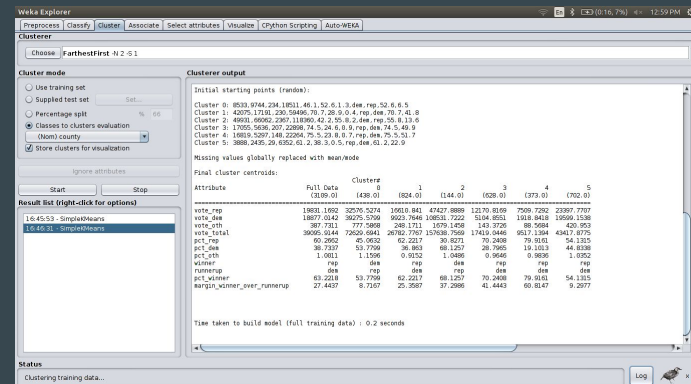 Weka Explorer
En (0:16, 7%) 12:59 PM
Preprocess Classify Cluster Associate Select attributes Visualize CPython Scripting Auto-WEKA
Clusterer
Choose FarthestFirst -N 2 -S 1
Cluster mode
Use training set
Supplied test set Set...
Percentage split % 66
Classes to clusters evaluation
(Nom) county
Store clusters for visualization
Ignore attributes
Start Stop
Result list (right-click for options)
16:45:53 - SimpleKMeans
16:46:31 - SimpleKMeans
Clusterer output
Initial starting points (random):
Cluster 0: 8533,9744,234,18511,46.1,52.6,1.3,dem,rep,52.6,6.5
Cluster 1: 42075,17191,230,59496,70.7,28.9,0.4,rep,dem,70.7,41.8
Cluster 2: 49931,66062,2367,118360,42.2,55.8,2,dem,rep,55.8,13.6
Cluster 3: 17055,5636,207,22898,74.5,24.6,0.9,rep,dem,74.5,49.9
Cluster 4: 16819,5297,148,22264,75.5,23.8,0.7,rep,dem,75.5,51.7
Cluster 5: 3888,2435,29,6352,61.2,38.3,0.5,rep,dem,61.2,22.9
Missing values globally replaced with mean/mode
Final cluster centroids:
Cluster#
Attribute Full Data 0 1 2 3 4 5
(3109.0) (438.0) (824.0) (144.0) (628.0) (373.0) (702.0)
vote_rep 19831.1692 32576.5274 16610.841 47427.8889 12170.8169 7509.7292 23397.7707
vote_dem 18877.0142 39275.5799 9923.7646 108531.7222 5104.8551 1918.8418 19599.1538
vote_oth 387.7311 777.5868 248.1711 1679.1458 143.3726 88.5684 420.953
vote_total 39095.9144 72629.6941 26782.7767 157638.7569 17419.0446 9517.1394 43417.8775
pct_rep 60.2662 45.0632 62.2217 30.8271 70.2408 79.9161 54.1315
pct_dem 38.7337 53.7799 36.863 68.1257 28.7965 19.1013 44.8338
pct_oth 1.0011 1.1596 0.9152 1.0486 0.9646 0.9836 1.0352
winner rep dem rep dem rep rep rep
runnerup dem rep dem rep dem dem dem
pct_winner 63.2218 53.7799 62.2217 68.1257 70.2408 79.9161 54.1315
margin_winner_over_runnerup 27.4437 8.7167 25.3587 37.2986 41.4443 60.8147 9.2977
Time taken to build model (full training data) : 0.2 seconds
Status
Clustering training data...
Log
x